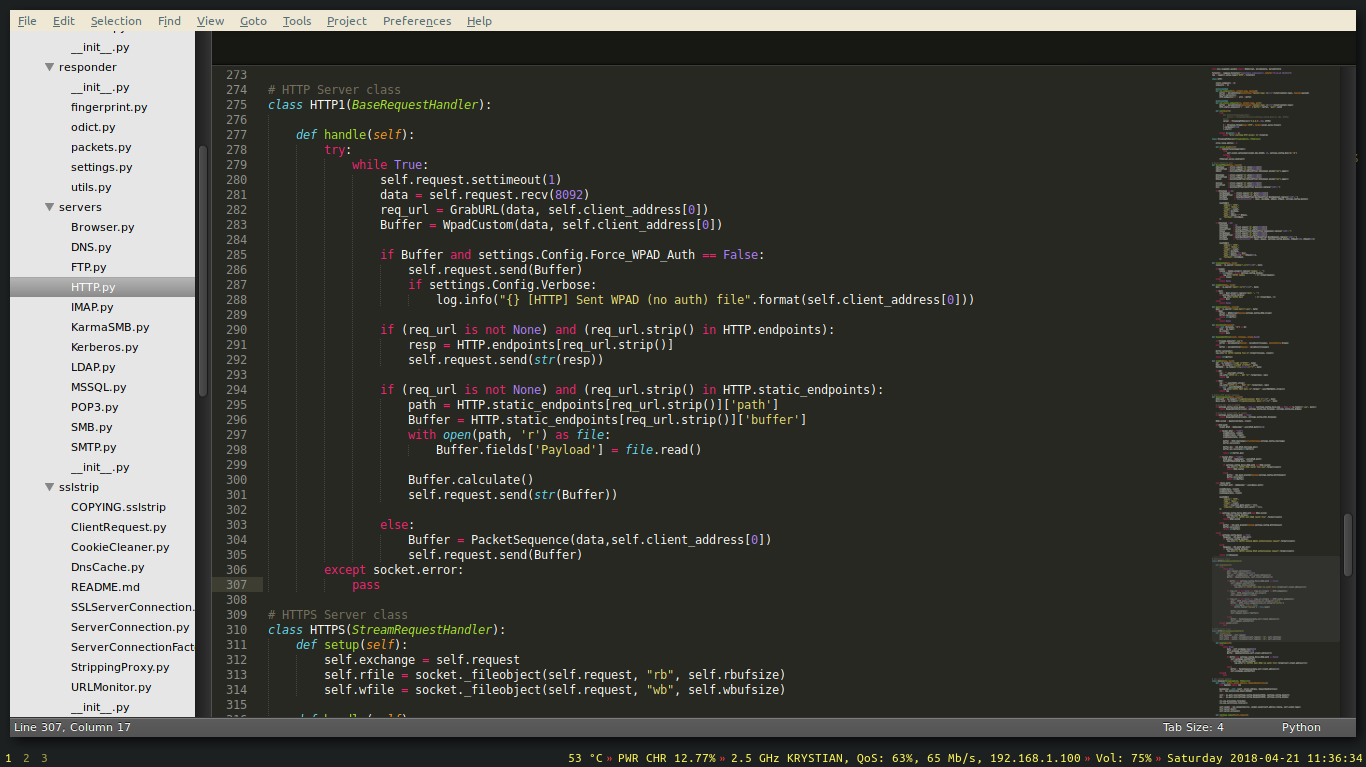 File Edit Selection Find View Goto Tools Project Preferences Help
__init__.py
responder
__init__.py
fingerprint.py
odict.py
packets.py
settings.py
utils.py
servers
Browser.py
DNS.py
FTP.py
HTTP.py
IMAP.py
KarmaSMB.py
Kerberos.py
LDAP.py
MSSQL.py
POP3.py
SMB.py
SMTP.py
__init__.py
sslstrip
COPYING.sslstrip
ClientRequest.py
CookieCleaner.py
DnsCache.py
README.md
SSLServerConnection.
ServerConnection.py
ServerConnectionFact
StrippingProxy.py
URLMonitor.py
__init__.py
273
274 # HTTP Server class
275 class HTTP1(BaseRequestHandler):
276
277     def handle(self):
278         try:
279             while True:
280                 self.request.settimeout(1)
281                 data = self.request.recv(8092)
282                 req_url = GrabURL(data, self.client_address[0])
283                 Buffer = WpadCustom(data, self.client_address[0])
284
285                 if Buffer and settings.Config.Force_WPAD_Auth == False:
286                     self.request.send(Buffer)
287                     if settings.Config.Verbose:
288                         log.info("{} [HTTP] Sent WPAD (no auth) file".format(self.client_address[0]))
289
290                 if (req_url is not None) and (req_url.strip() in HTTP.endpoints):
291                     resp = HTTP.endpoints[req_url.strip()]
292                     self.request.send(str(resp))
293
294                 if (req_url is not None) and (req_url.strip() in HTTP.static_endpoints):
295                     path = HTTP.static_endpoints[req_url.strip()]['path']
296                     Buffer = HTTP.static_endpoints[req_url.strip()]['buffer']
297                     with open(path, 'r') as file:
298                         Buffer.fields['Payload'] = file.read()
299
300                     Buffer.calculate()
301                     self.request.send(str(Buffer))
302
303                 else:
304                     Buffer = PacketSequence(data,self.client_address[0])
305                     self.request.send(Buffer)
306         except socket.error:
307             pass
308
309 # HTTPS Server class
310 class HTTPS(StreamRequestHandler):
311     def setup(self):
312         self.exchange = self.request
313         self.rfile = socket._fileobject(self.request, "rb", self.rbufsize)
314         self.wfile = socket._fileobject(self.request, "wb", self.wbufsize)
315
Line 307, Column 17 Tab Size: 4 Python
1 2 3 53 °C» PWR CHR 12.77%» 2.5 GHz KRYSTIAN, QoS: 63%, 65 Mb/s, 192.168.1.100» Vol: 75%» Saturday 2018-04-21 11:36:34